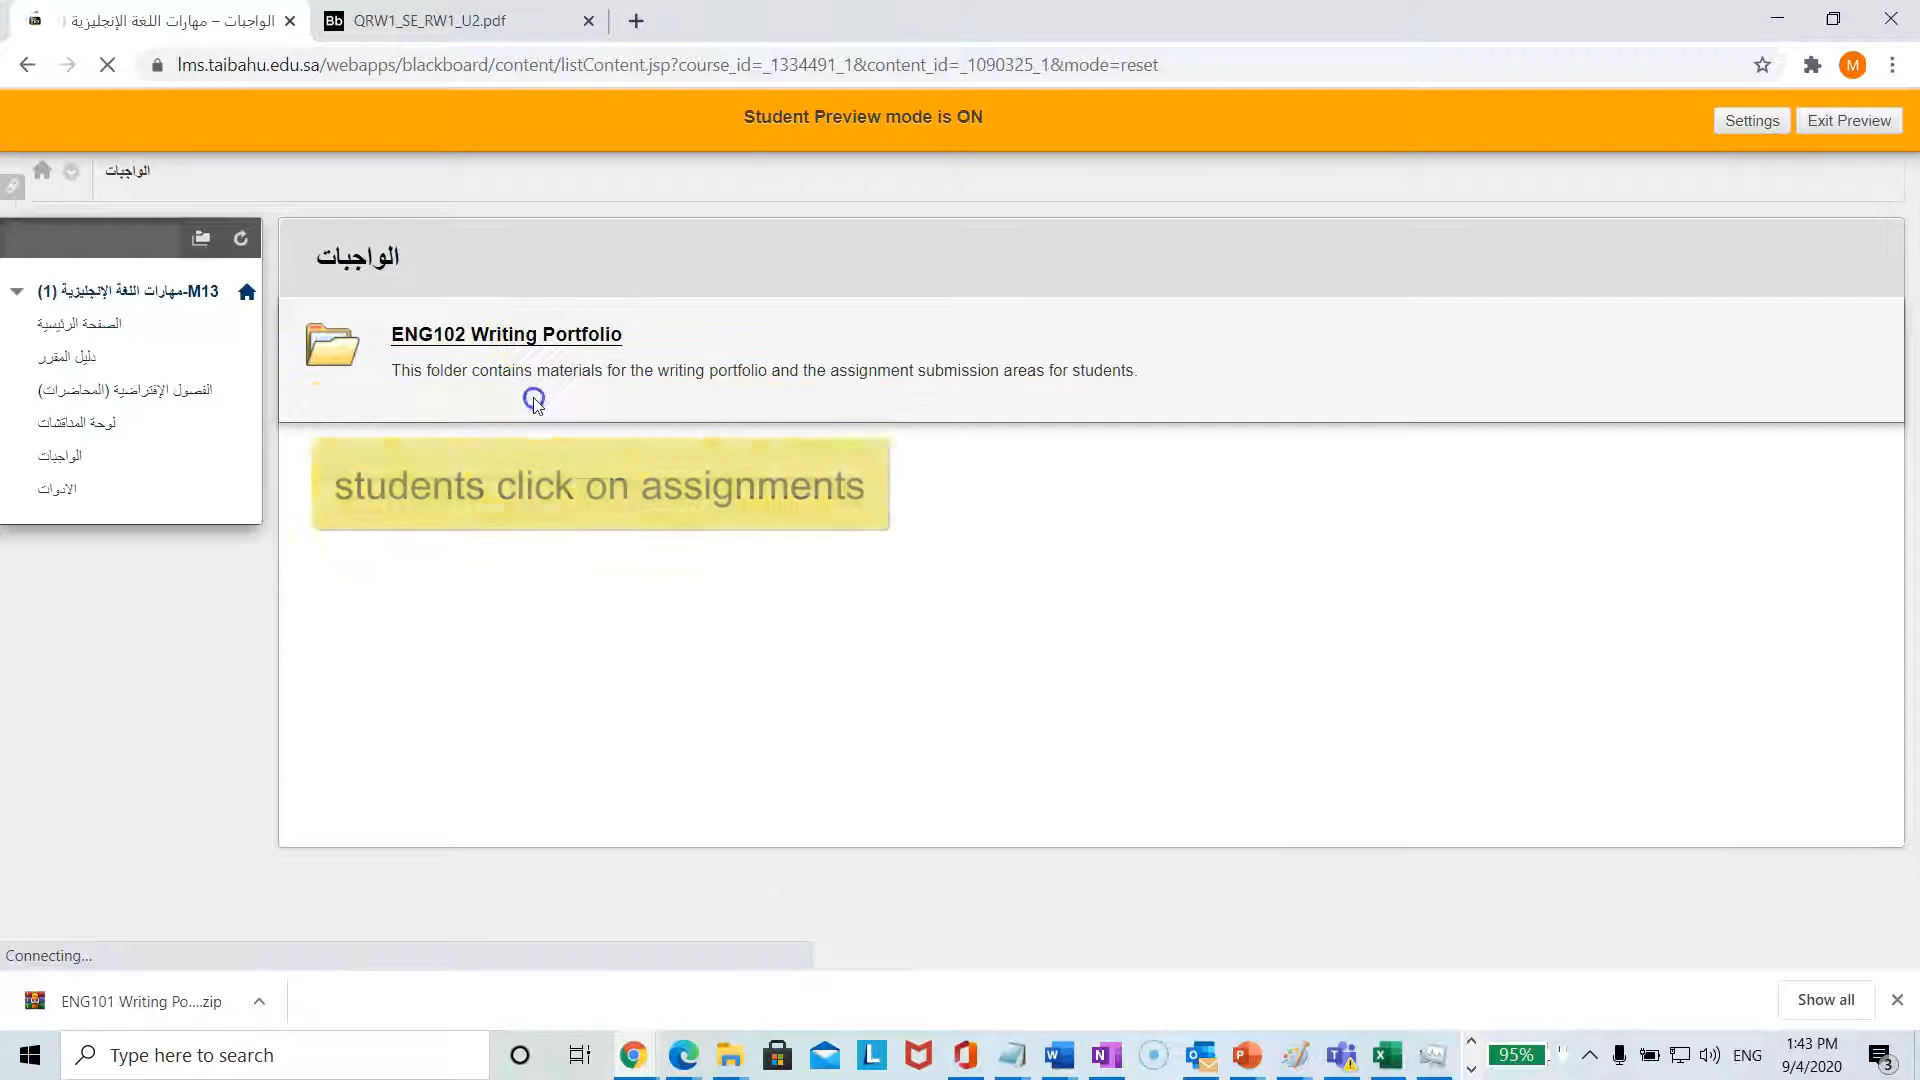 الواجبات – مهارات اللغة الإنجليزية
Bb QRW1_SE_RW1_U2.pdf
lms.taibahu.edu.sa/webapps/blackboard/content/listContent.jsp?course_id=_1334491_1&content_id=_1090325_1&mode=reset
M
Student Preview mode is ON
Settings
Exit Preview
الواجبات
M13-مهارات اللغة الإنجليزية (1)
الصفحة الرئيسية
دليل المقرر
الفصول الإفتراضية (المحاضرات)
لوحة المناقشات
الواجبات
الادوات
الواجبات
ENG102 Writing Portfolio
This folder contains materials for the writing portfolio and the assignment submission areas for students.
students click on assignments
Connecting...
ENG101 Writing Po....zip
Show all
Type here to search
95%
ENG
1:43 PM
9/4/2020
3